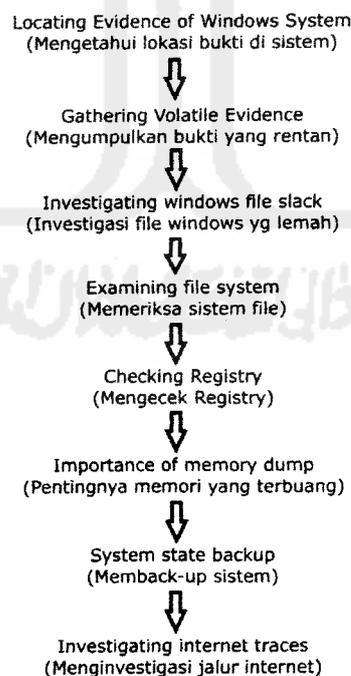 Locating Evidence of Windows System
(Mengetahui lokasi bukti di sistem)
Gathering Volatile Evidence
(Mengumpulkan bukti yang rentan)
Investigating windows file slack
(Investigasi file windows yg lemah)
Examining file system
(Memeriksa sistem file)
Checking Registry
(Mengecek Registry)
Importance of memory dump
(Pentingnya memori yang terbuang)
System state backup
(Memback-up sistem)
Investigating internet traces
(Menginvestigasi jalur internet)